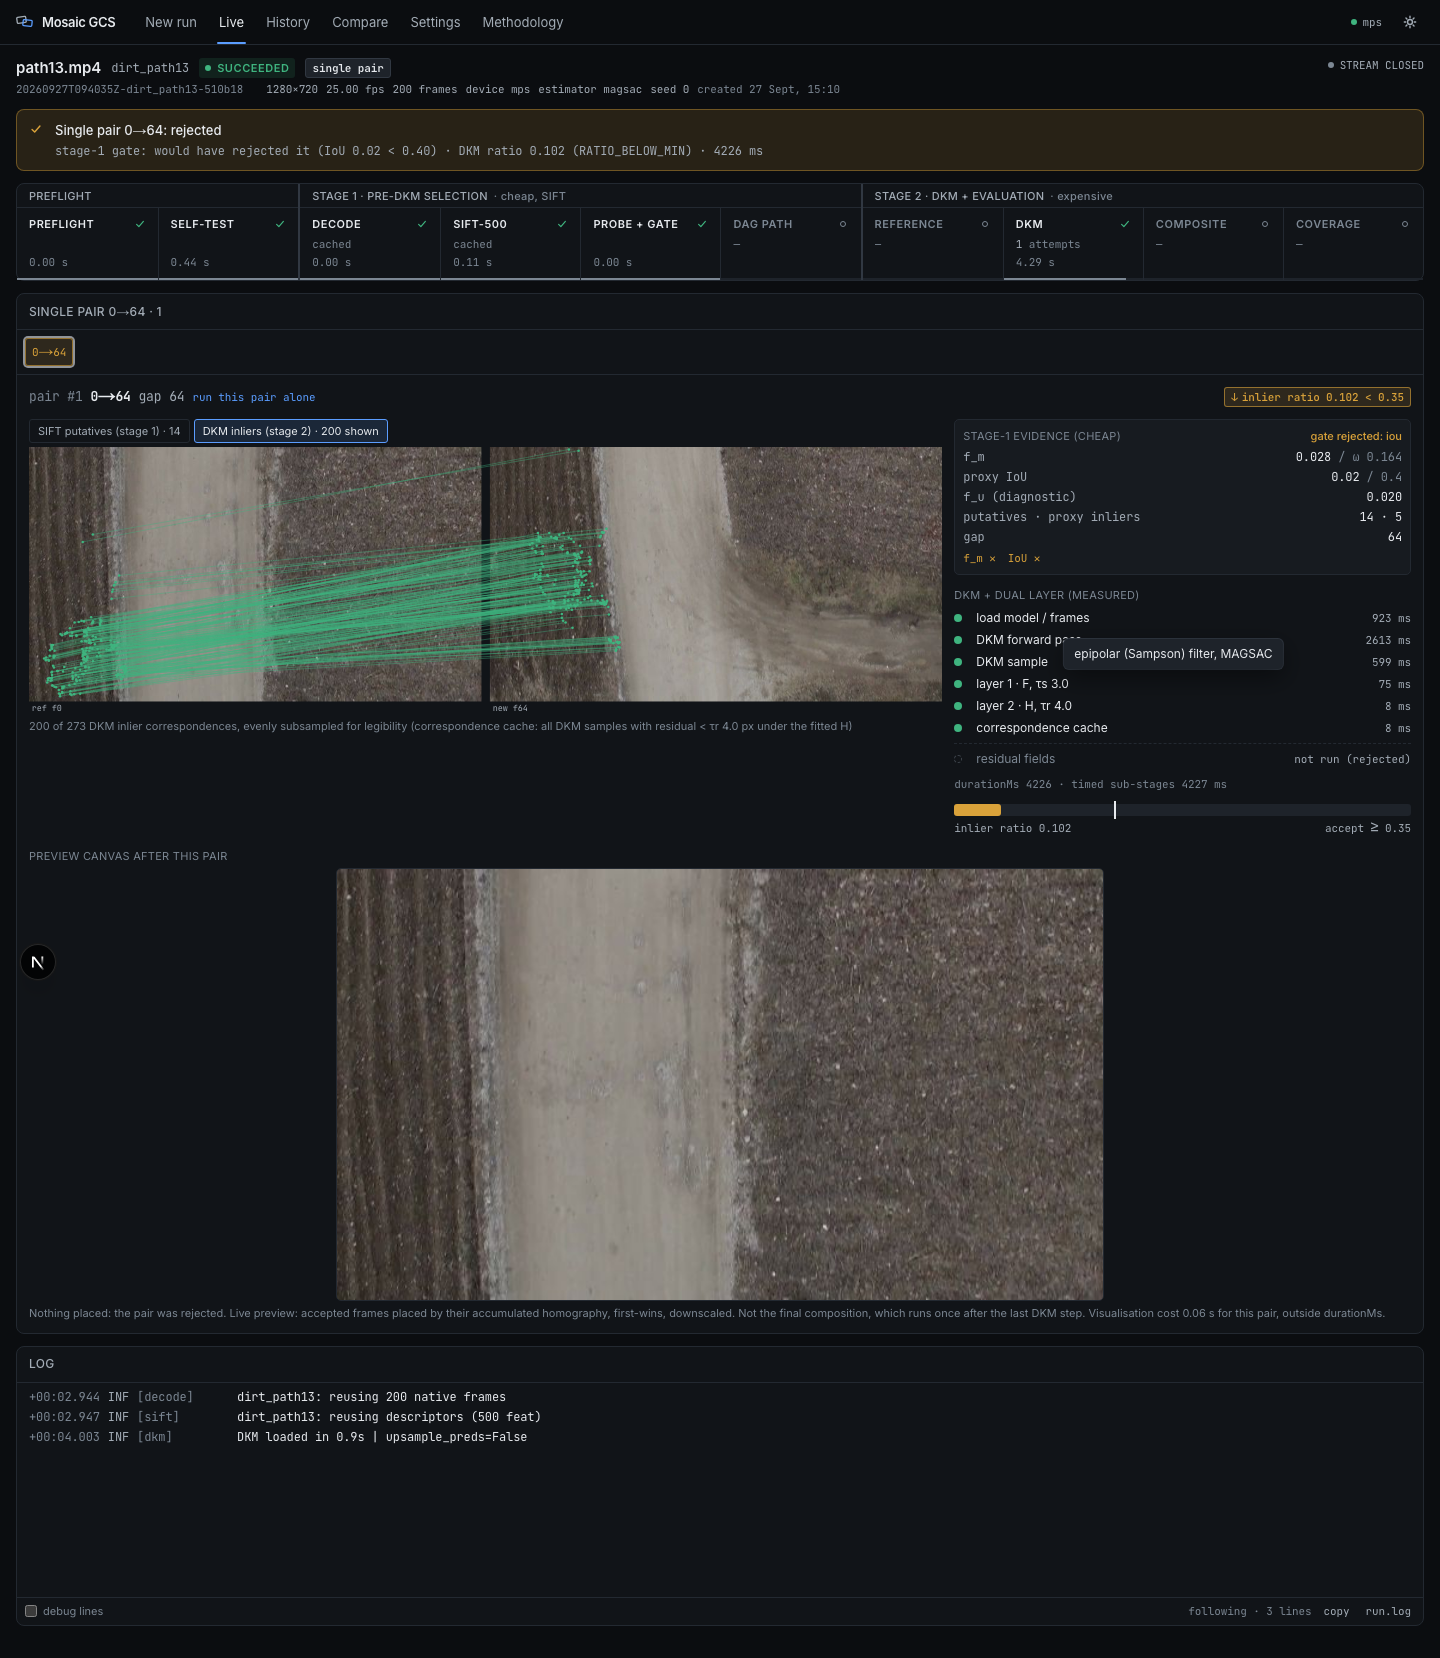 Mosaic GCS New run Live History Compare Settings Methodology mps
path13.mp4 dirt_path13 SUCCEEDED single pair STREAM CLOSED
20260927T094035Z-dirt_path13-510b18 1280×720 25.00 fps 200 frames device mps estimator magsac seed 0 created 27 Sept, 15:10
Single pair 0→64: rejected
stage-1 gate: would have rejected it (IoU 0.02 < 0.40) · DKM ratio 0.102 (RATIO_BELOW_MIN) · 4226 ms
PREFLIGHT STAGE 1 · PRE-DKM SELECTION · cheap, SIFT STAGE 2 · DKM + EVALUATION · expensive
PREFLIGHT SELF-TEST DECODE SIFT-500 PROBE + GATE DAG PATH REFERENCE DKM COMPOSITE COVERAGE
cached cached — — 1 attempts — —
0.00 s 0.44 s 0.00 s 0.11 s 0.00 s 4.29 s
SINGLE PAIR 0→64 · 1
0→64
pair #1 0→64 gap 64 run this pair alone ↓ inlier ratio 0.102 < 0.35
SIFT putatives (stage 1) · 14 DKM inliers (stage 2) · 200 shown
ref f0 new f64
200 of 273 DKM inlier correspondences, evenly subsampled for legibility (correspondence cache: all DKM samples with residual < τr 4.0 px under the fitted H)
STAGE-1 EVIDENCE (CHEAP) gate rejected: iou
f_m 0.028 / ω 0.164
proxy IoU 0.02 / 0.4
f_υ (diagnostic) 0.020
putatives · proxy inliers 14 · 5
gap 64
f_m × IoU ×
DKM + DUAL LAYER (MEASURED)
load model / frames 923 ms
DKM forward pass 2613 ms
epipolar (Sampson) filter, MAGSAC
DKM sample 599 ms
layer 1 · F, τs 3.0 75 ms
layer 2 · H, τr 4.0 8 ms
correspondence cache 8 ms
residual fields not run (rejected)
durationMs 4226 · timed sub-stages 4227 ms
inlier ratio 0.102 accept ≥ 0.35
PREVIEW CANVAS AFTER THIS PAIR
N
Nothing placed: the pair was rejected. Live preview: accepted frames placed by their accumulated homography, first-wins, downscaled. Not the final composition, which runs once after the last DKM step. Visualisation cost 0.06 s for this pair, outside durationMs.
LOG
+00:02.944 INF [decode] dirt_path13: reusing 200 native frames
+00:02.947 INF [sift] dirt_path13: reusing descriptors (500 feat)
+00:04.003 INF [dkm] DKM loaded in 0.9s | upsample_preds=False
debug lines following · 3 lines copy run.log